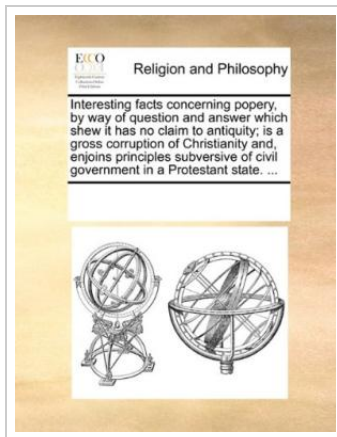 ECCO
Religion and Philosophy
Interesting facts concerning popery,
by way of question and answer which
shew it has no claim to antiquity; is a
gross corruption of Christianity and,
enjoins principles subversive of civil
government in a Protestant state. ...